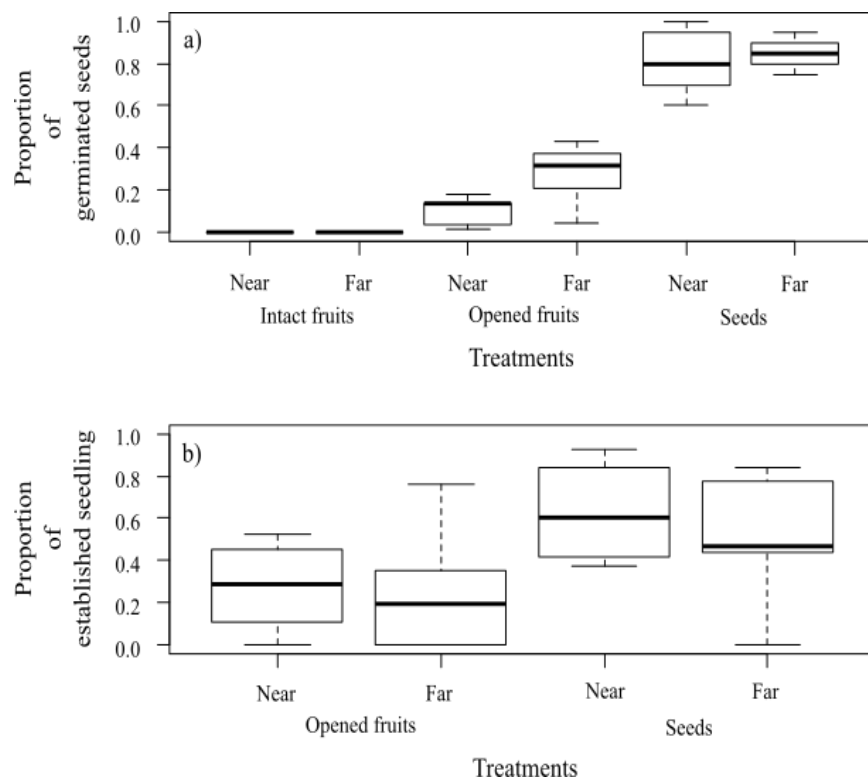 a)
Proportion
of
germinated seeds
1.0
0.8
0.4
0.2
0.0
Near Far Near Far Near Far
Intact fruits Opened fruits Seeds
Treatments
b)
Proportion
of
established seedling
1.0
0.8
0.6
0.4
0.2
0.0
Near Far Near Far
Opened fruits Seeds
Treatments